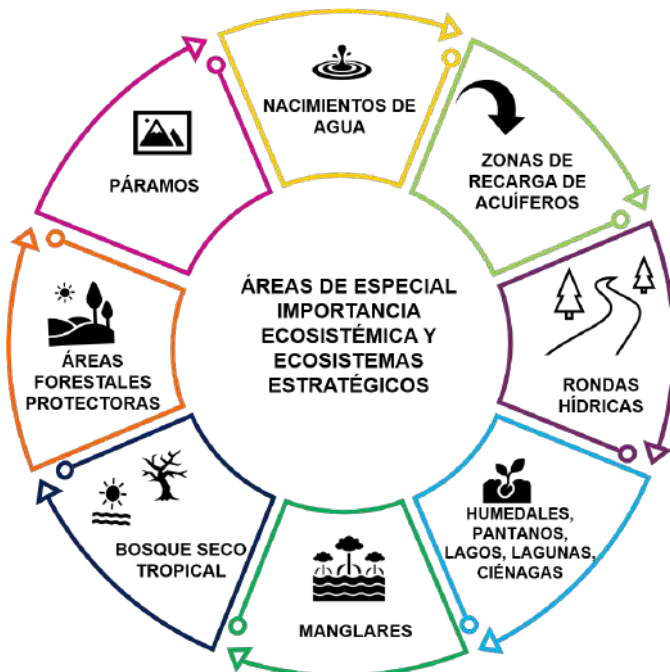 NACIMIENTOS DE
AGUA
ZONAS DE
RECARGA DE
ACUÍFEROS
RONDAS
HÍDRICAS
HUMEDALES,
PANTANOS,
LAGOS, LAGUNAS,
CIÉNAGAS
MANGLARES
BOSQUE SECO
TROPICAL
ÁREAS
FORESTALES
PROTECTORAS
PÁRAMOS
ÁREAS DE ESPECIAL
IMPORTANCIA
ECOSISTÉMICA Y
ECOSISTEMAS
ESTRATÉGICOS